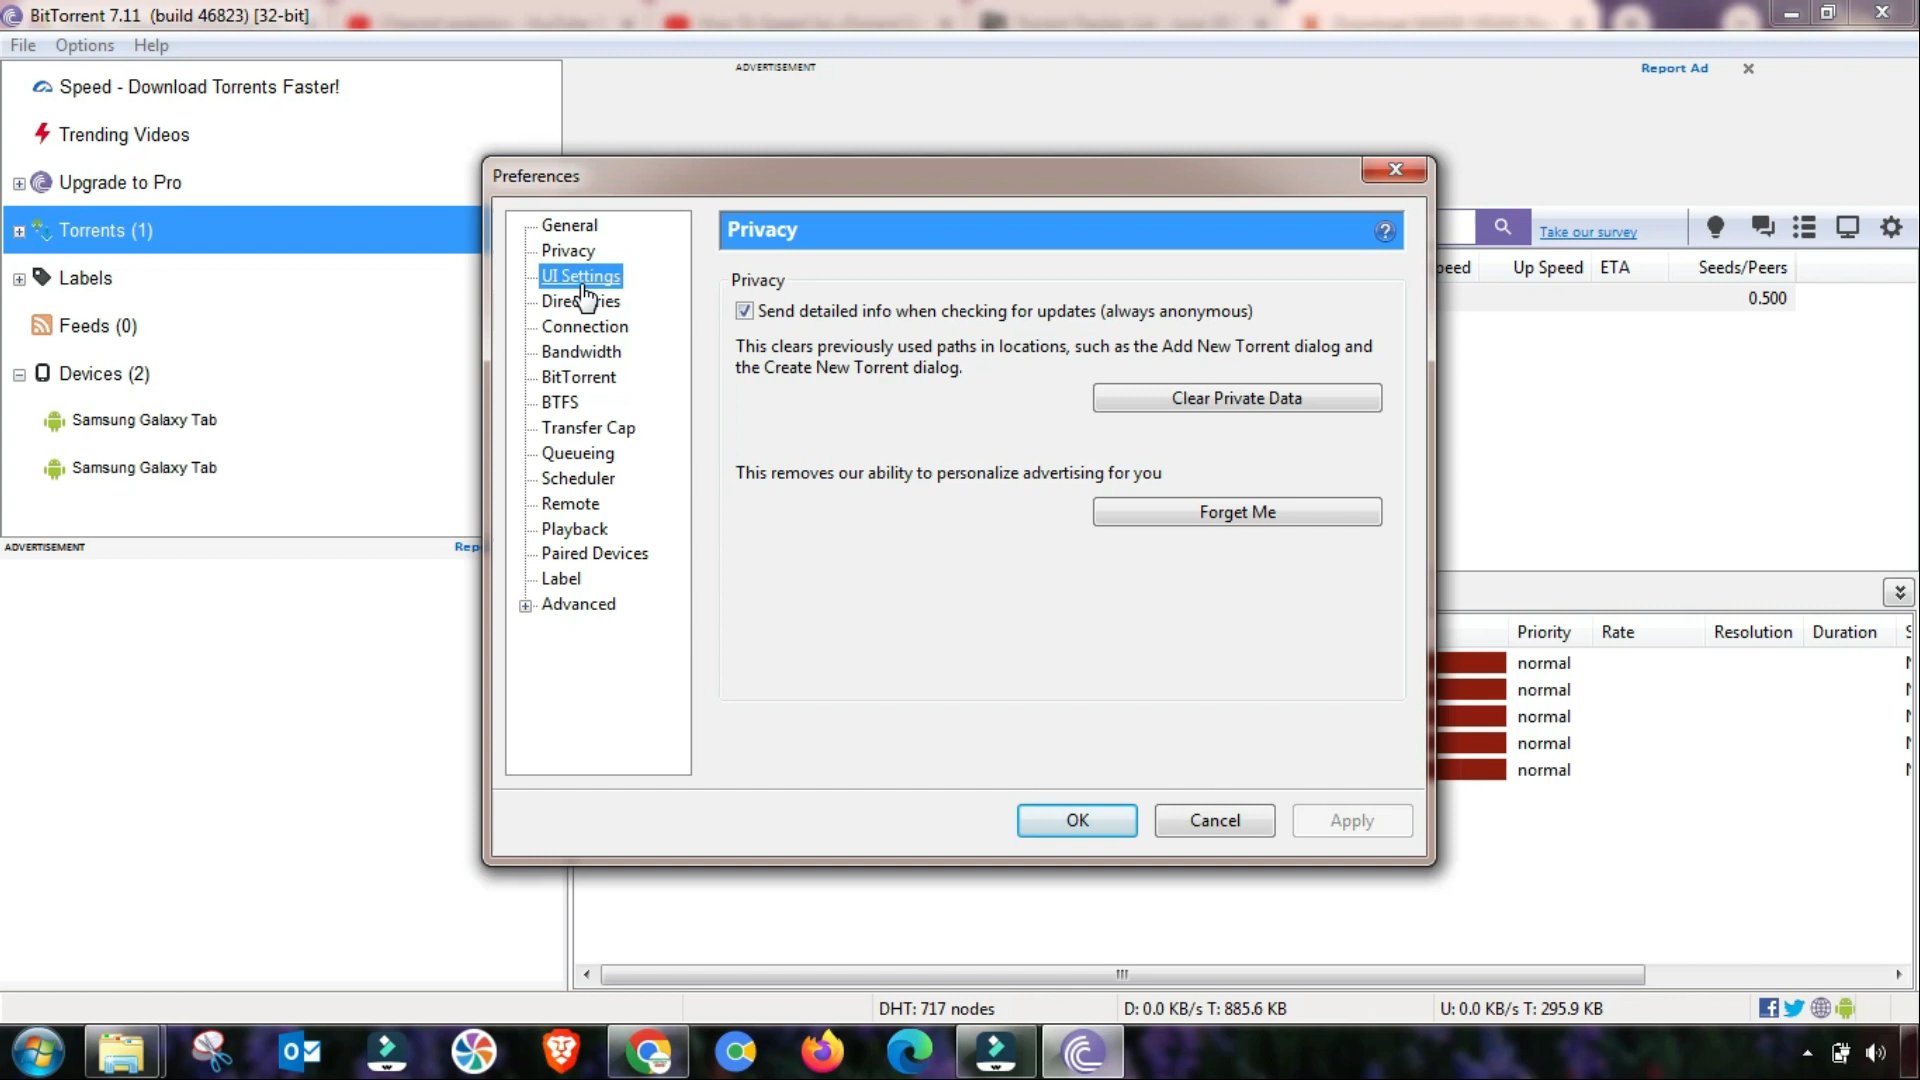 BitTorrent 7.11 (build 46823) [32-bit]
File Options Help
Speed - Download Torrents Faster!
Trending Videos
Upgrade to Pro
Torrents (1)
Labels
Feeds (0)
Devices (2)
Samsung Galaxy Tab
Samsung Galaxy Tab
ADVERTISEMENT
Rep
ADVERTISEMENT
Report Ad
Take our survey
eed Up Speed ETA Seeds/Peers
0.500
Preferences
General
Privacy
UI Settings
Directories
Connection
Bandwidth
BitTorrent
BTFS
Transfer Cap
Queueing
Scheduler
Remote
Playback
Paired Devices
Label
Advanced
Privacy
Privacy
Send detailed info when checking for updates (always anonymous)
This clears previously used paths in locations, such as the Add New Torrent dialog and
the Create New Torrent dialog.
Clear Private Data
This removes our ability to personalize advertising for you
Forget Me
OK Cancel Apply
Priority Rate Resolution Duration
normal
normal
normal
normal
normal
DHT: 717 nodes D: 0.0 KB/s T: 885.6 KB U: 0.0 KB/s T: 295.9 KB